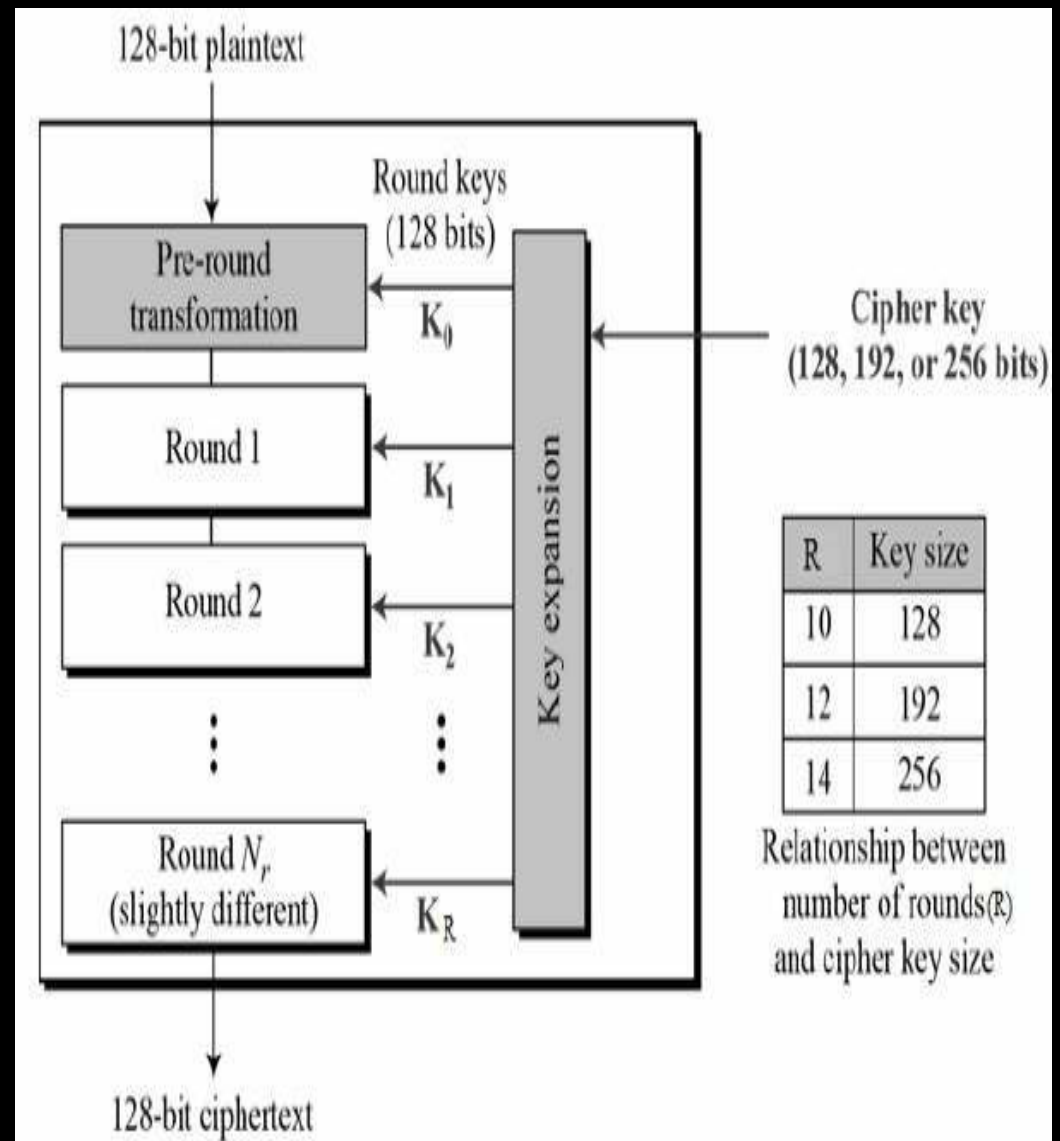 128-bit plaintext
Round keys
(128 bits)
Pre-round
transformation
K0
Cipher key
(128, 192, or 256 bits)
Round 1
K1
Key expansion
Round 2
K2
R Key size
10 128
12 192
14 256
Relationship between
number of rounds(R)
and cipher key size
Round Nr
(slightly different)
KR
128-bit ciphertext